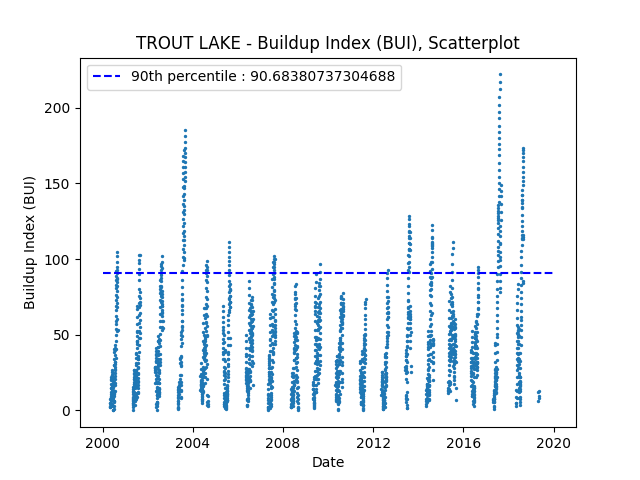 TROUT LAKE - Buildup Index (BUI), Scatterplot
90th percentile : 90.68380737304688
Buildup Index (BUI)
200
150
100
50
0
2000 2004 2008 2012 2016 2020
Date